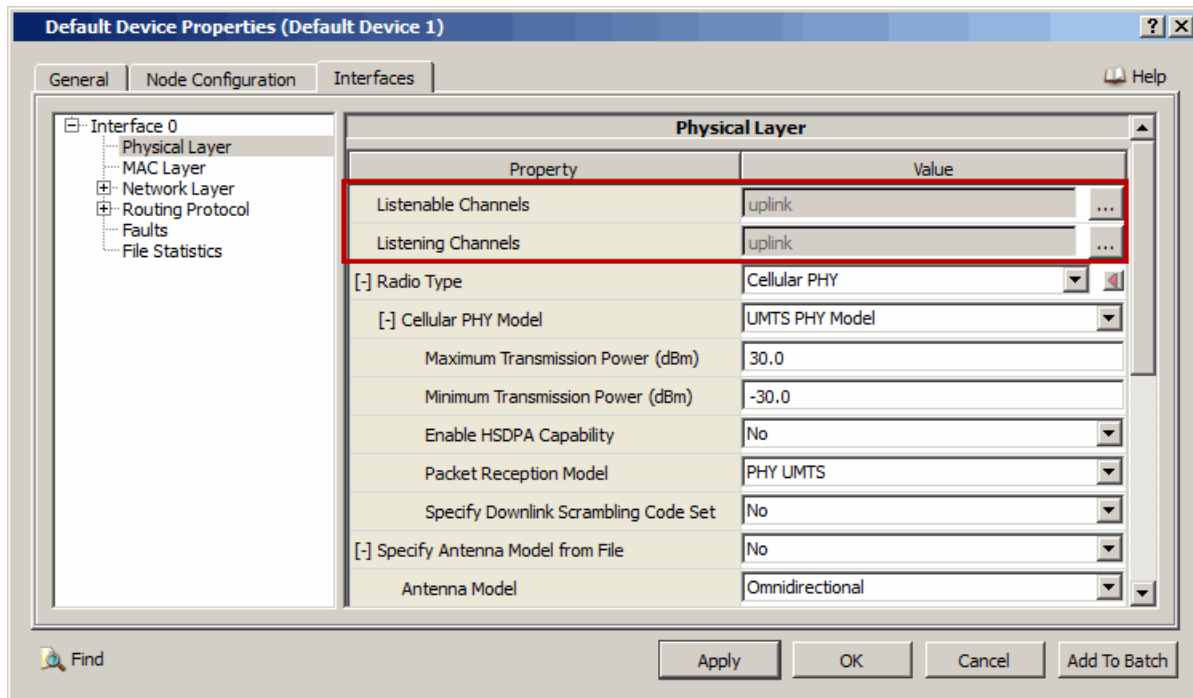 Default Device Properties (Default Device 1)
General
Node Configuration
Interfaces
Help
Interface 0
Physical Layer
MAC Layer
Network Layer
Routing Protocol
Faults
File Statistics
Physical Layer
Property Value
Listenable Channels uplink ...
Listening Channels uplink ...
[-] Radio Type Cellular PHY
[-] Cellular PHY Model UMTS PHY Model
Maximum Transmission Power (dBm) 30.0
Minimum Transmission Power (dBm) -30.0
Enable HSDPA Capability No
Packet Reception Model PHY UMTS
Specify Downlink Scrambling Code Set No
[-] Specify Antenna Model from File No
Antenna Model Omnidirectional
Find
Apply
OK
Cancel
Add To Batch